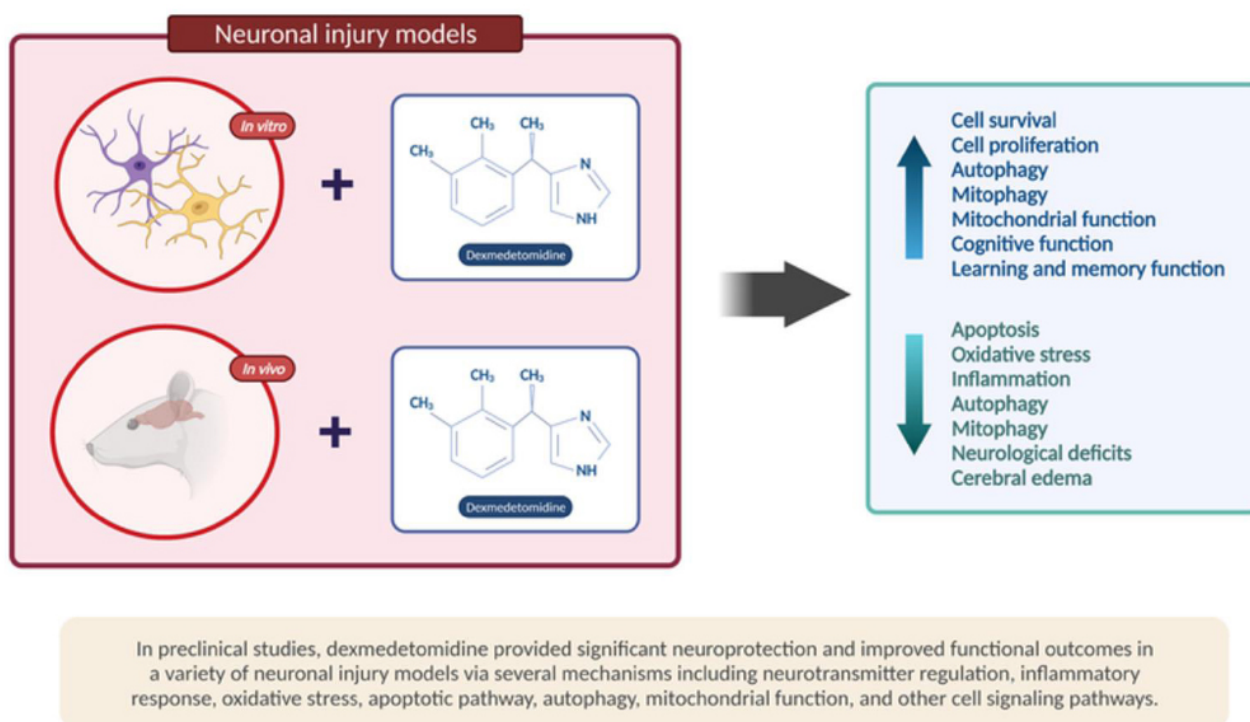 Neuronal injury models
In vitro
+
CH₃
CH₃
CH₃
N
NH
Dexmedetomidine
In vivo
+
CH₃
CH₃
CH₃
N
NH
Dexmedetomidine
Cell survival
Cell proliferation
Autophagy
Mitophagy
Mitochondrial function
Cognitive function
Learning and memory function
Apoptosis
Oxidative stress
Inflammation
Autophagy
Mitophagy
Neurological deficits
Cerebral edema
In preclinical studies, dexmedetomidine provided significant neuroprotection and improved functional outcomes in
a variety of neuronal injury models via several mechanisms including neurotransmitter regulation, inflammatory
response, oxidative stress, apoptotic pathway, autophagy, mitochondrial function, and other cell signaling pathways.